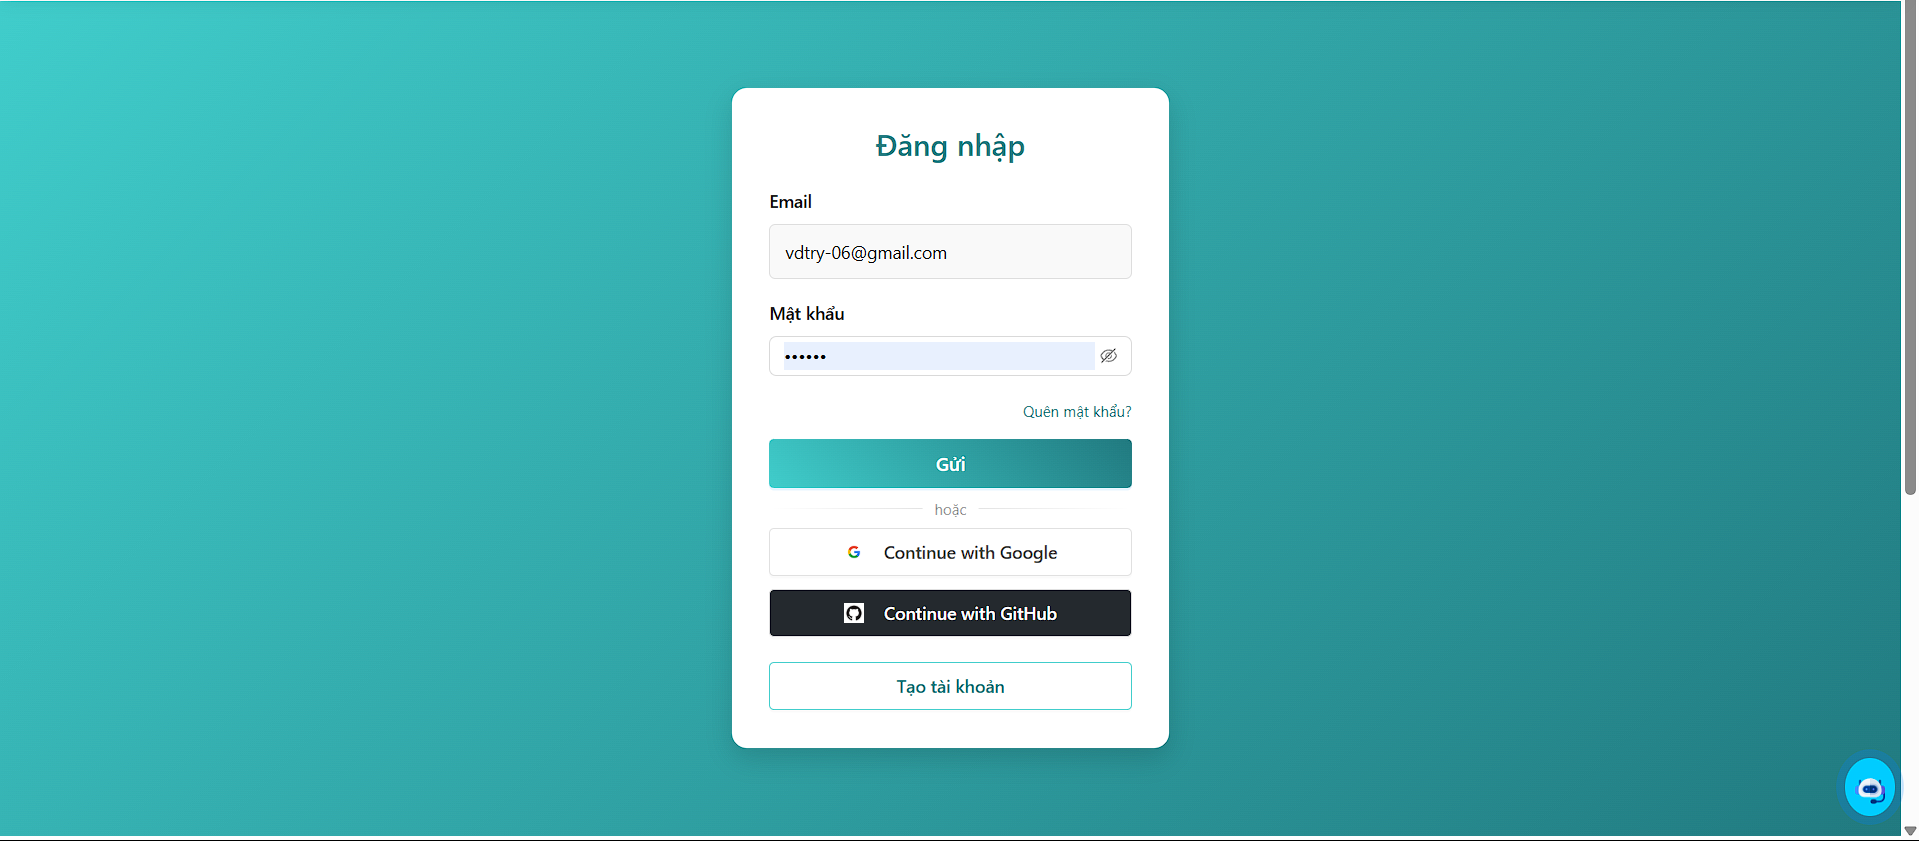 Đăng nhập
Email
vdtry-06@gmail.com
Mật khẩu
••••••
Quên mật khẩu?
Gửi
hoặc
Continue with Google
Continue with GitHub
Tạo tài khoản